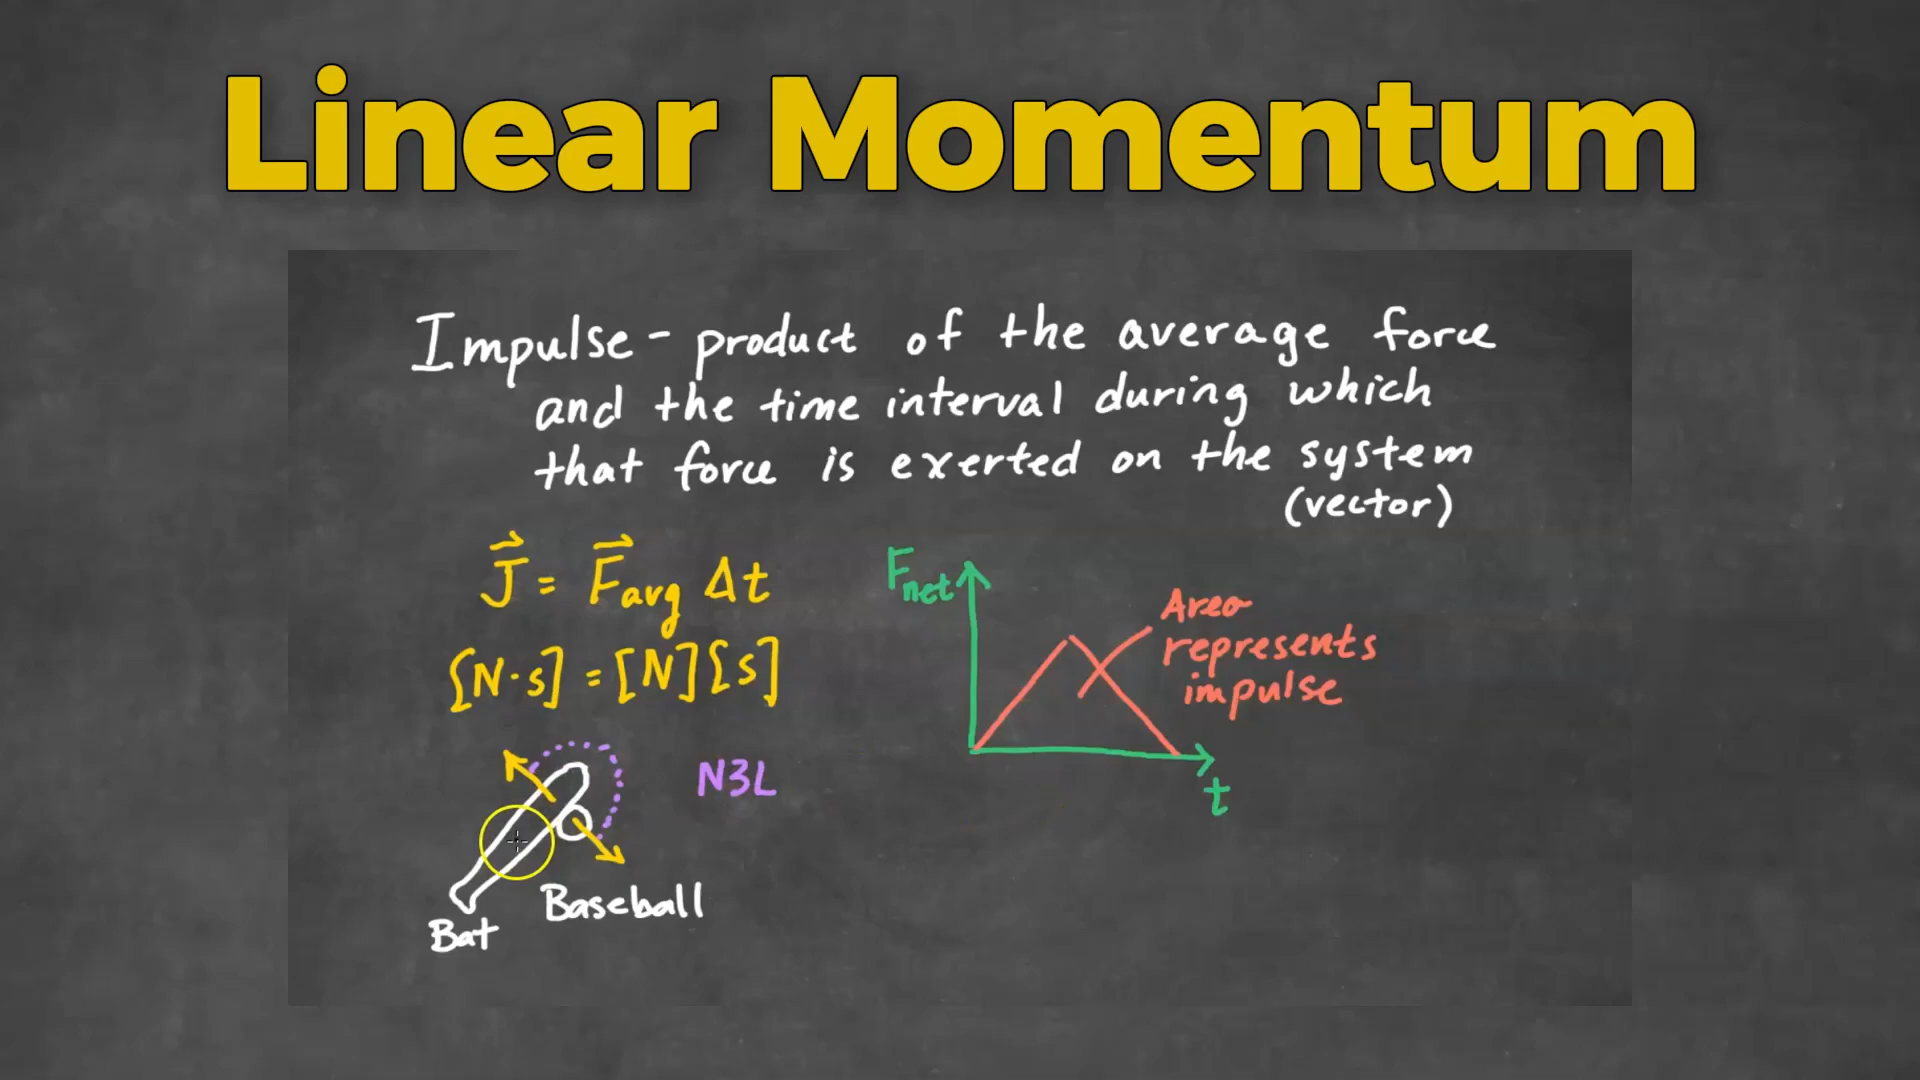 Linear Momentum
Impulse - product of the average force
and the time interval during which
that force is exerted on the system
(vector)
J⃗ = F⃗avg Δt
[N·s] = [N][s]
Fnet
Area
represents
impulse
t
N3L
Baseball
Bat